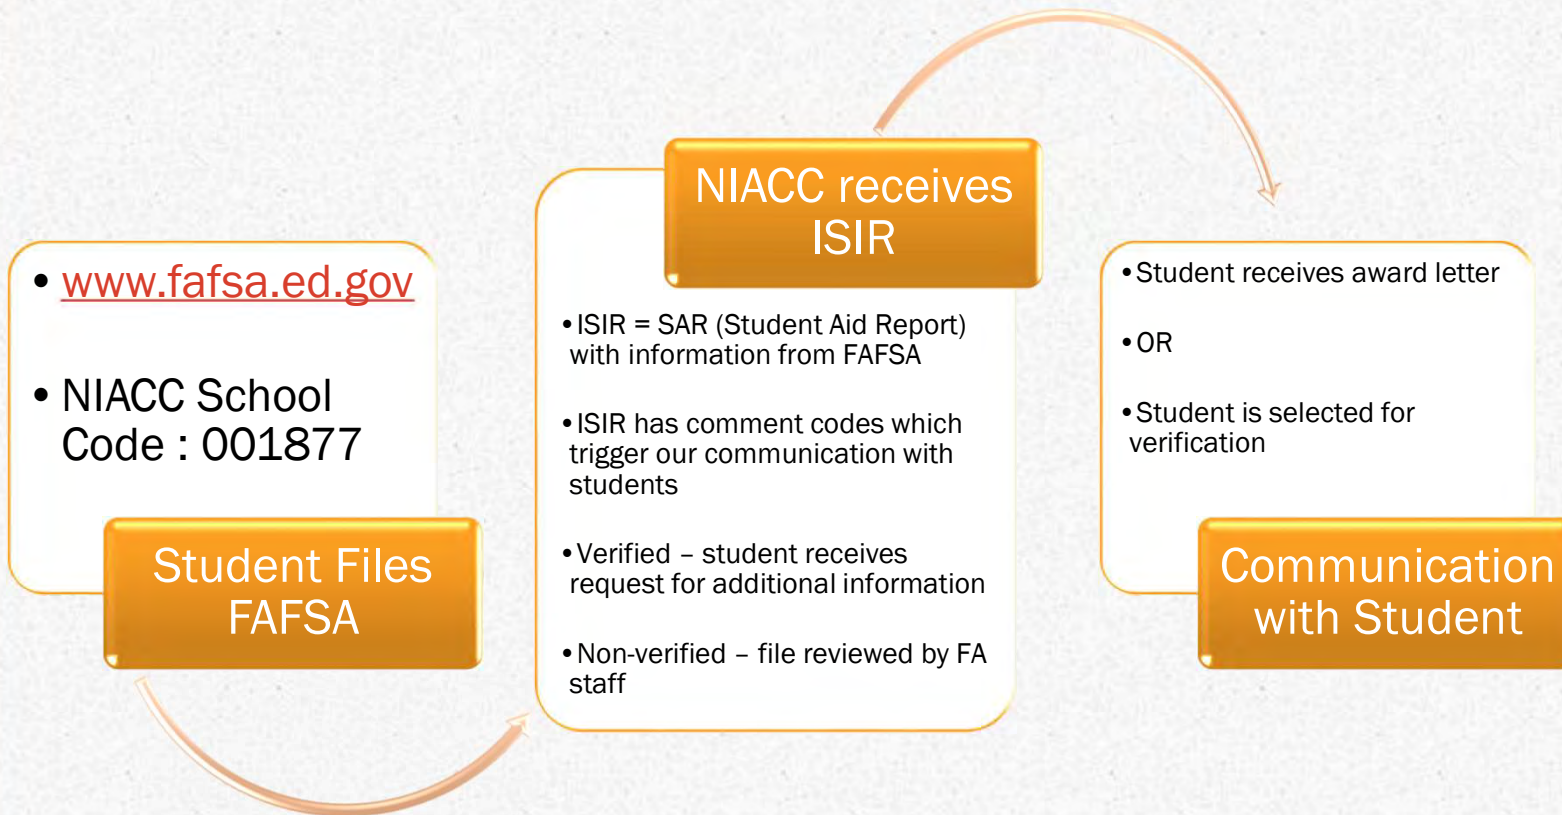 • www.fafsa.ed.gov
• NIACC School
Code : 001877
Student Files
FAFSA
NIACC receives
ISIR
•ISIR = SAR (Student Aid Report)
with information from FAFSA
•ISIR has comment codes which
trigger our communication with
students
•Verified – student receives
request for additional information
•Non-verified – file reviewed by FA
staff
•Student receives award letter
•OR
•Student is selected for
verification
Communication
with Student